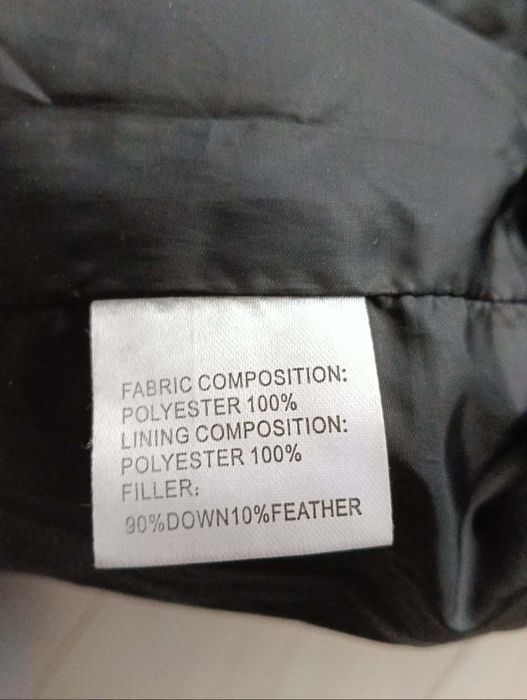 FABRIC COMPOSITION:
POLYESTER 100%
LINING COMPOSITION:
POLYESTER 100%
FILLER:
90%DOWN10%FEATHER